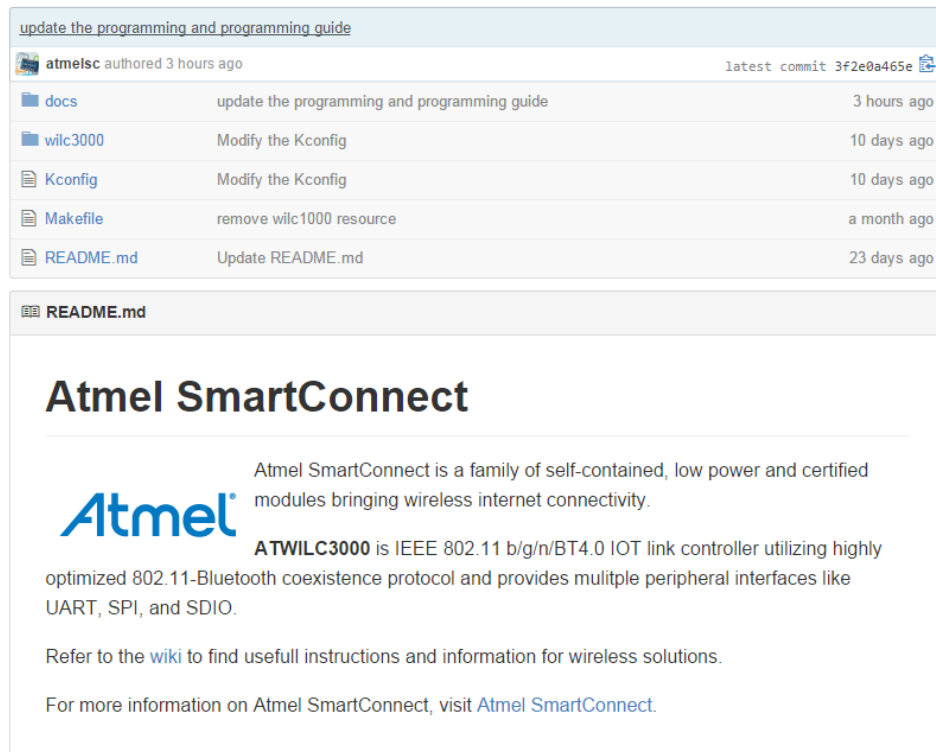 update the programming and programming guide
atmelsc authored 3 hours ago latest commit 3f2e0a465e
docs update the programming and programming guide 3 hours ago
wilc3000 Modify the Kconfig 10 days ago
Kconfig Modify the Kconfig 10 days ago
Makefile remove wilc1000 resource a month ago
README.md Update README.md 23 days ago
README.md
Atmel SmartConnect
Atmel SmartConnect is a family of self-contained, low power and certified
modules bringing wireless internet connectivity.
Atmel
ATWILC3000 is IEEE 802.11 b/g/n/BT4.0 IOT link controller utilizing highly
optimized 802.11-Bluetooth coexistence protocol and provides mulitple peripheral interfaces like
UART, SPI, and SDIO.
Refer to the wiki to find usefull instructions and information for wireless solutions.
For more information on Atmel SmartConnect, visit Atmel SmartConnect.